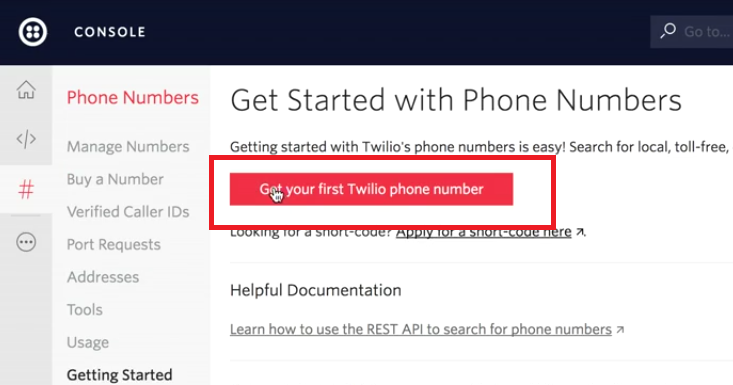 CONSOLE
Go to...
Phone Numbers
Manage Numbers
Buy a Number
Verified Caller IDs
Port Requests
Addresses
Tools
Usage
Getting Started
Get Started with Phone Numbers
Getting started with Twilio's phone numbers is easy! Search for local, toll-free,
Get your first Twilio phone number
Looking for a short-code? Apply for a short-code here
Helpful Documentation
Learn how to use the REST API to search for phone numbers